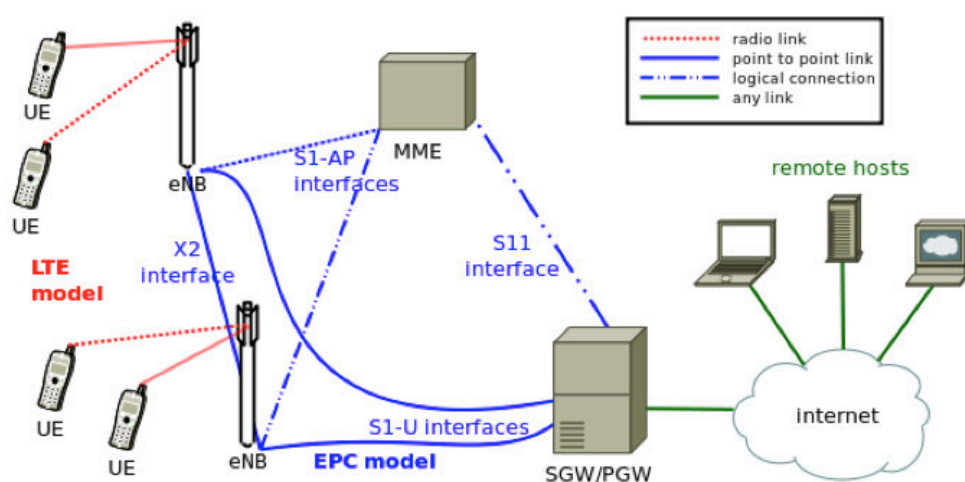 radio link
point to point link
logical connection
any link
UE
UE
eNB
S1-AP
interfaces
MME
remote hosts
X2
interface
S11
interface
LTE
model
UE
UE
eNB
S1-U interfaces
EPC model
SGW/PGW
internet